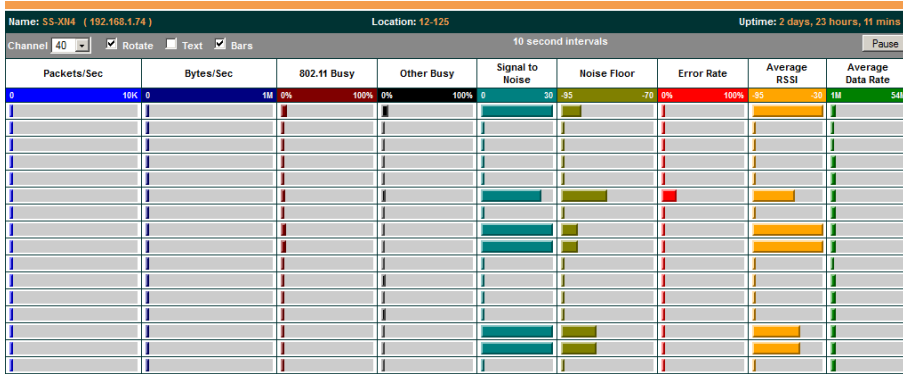 Name: SS-XN4 ( 192.168.1.74 ) Location: 12-125 Uptime: 2 days, 23 hours, 11 mins
Channel 40 Rotate Text Bars 10 second intervals Pause
Packets/Sec Bytes/Sec 802.11 Busy Other Busy Signal to Noise Noise Floor Error Rate Average RSSI Average Data Rate
0 10K 0 1M 0% 100% 0% 100% 0 30 -95 -70 0% 100% -95 -30 1M 54M